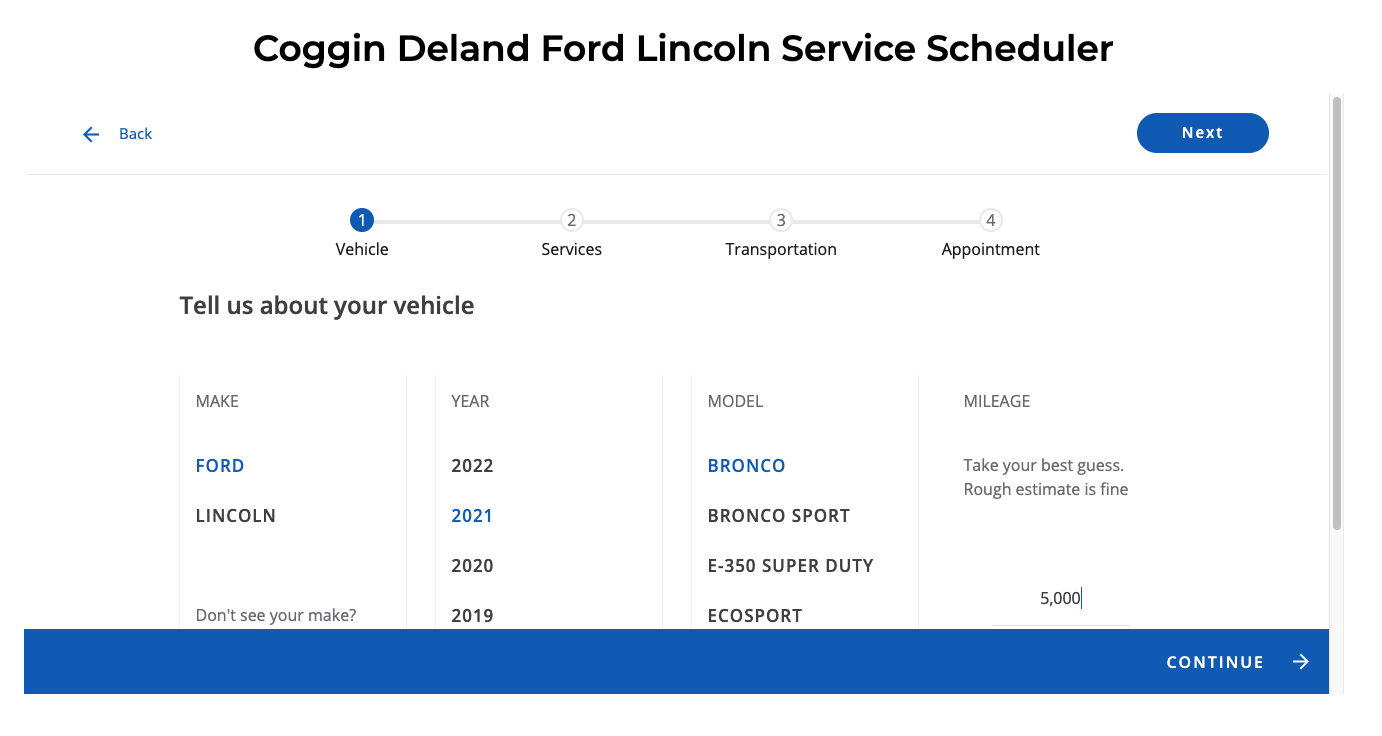 Coggin Deland Ford Lincoln Service Scheduler
Back
Next
1
2
3
4
Vehicle
Services
Transportation
Appointment
Tell us about your vehicle
MAKE
FORD
LINCOLN
Don't see your make?
YEAR
2022
2021
2020
2019
MODEL
BRONCO
BRONCO SPORT
E-350 SUPER DUTY
ECOSPORT
MILEAGE
Take your best guess.
Rough estimate is fine
5,000
CONTINUE